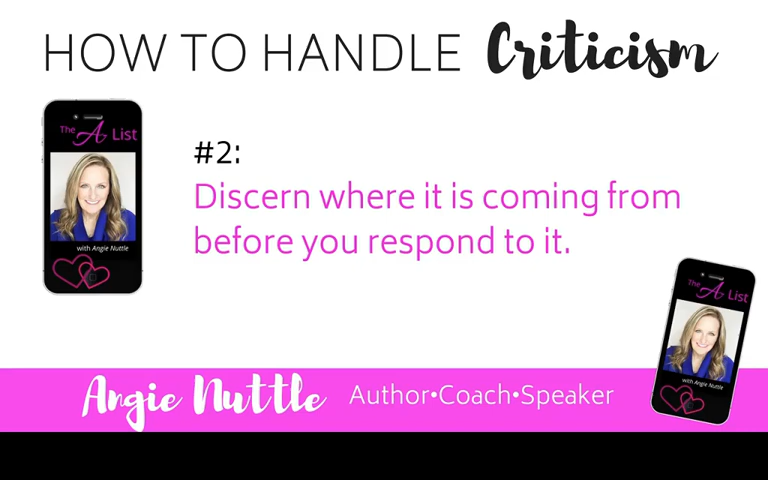 HOW TO HANDLE Criticism
The A List
with Angie Nuttle
#2:
Discern where it is coming from
before you respond to it.
The A List
with Angie Nuttle
Angie Nuttle Author•Coach•Speaker